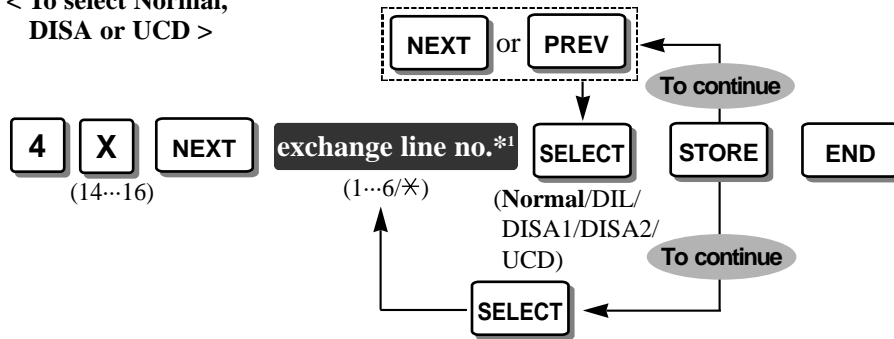 < To select Normal,
DISA or UCD >
NEXT or PREV
To continue
4 X NEXT exchange line no.*1 SELECT STORE END
(14···16) (1···6/✳) (Normal/DIL/
DISA1/DISA2/
UCD)
To continue
SELECT